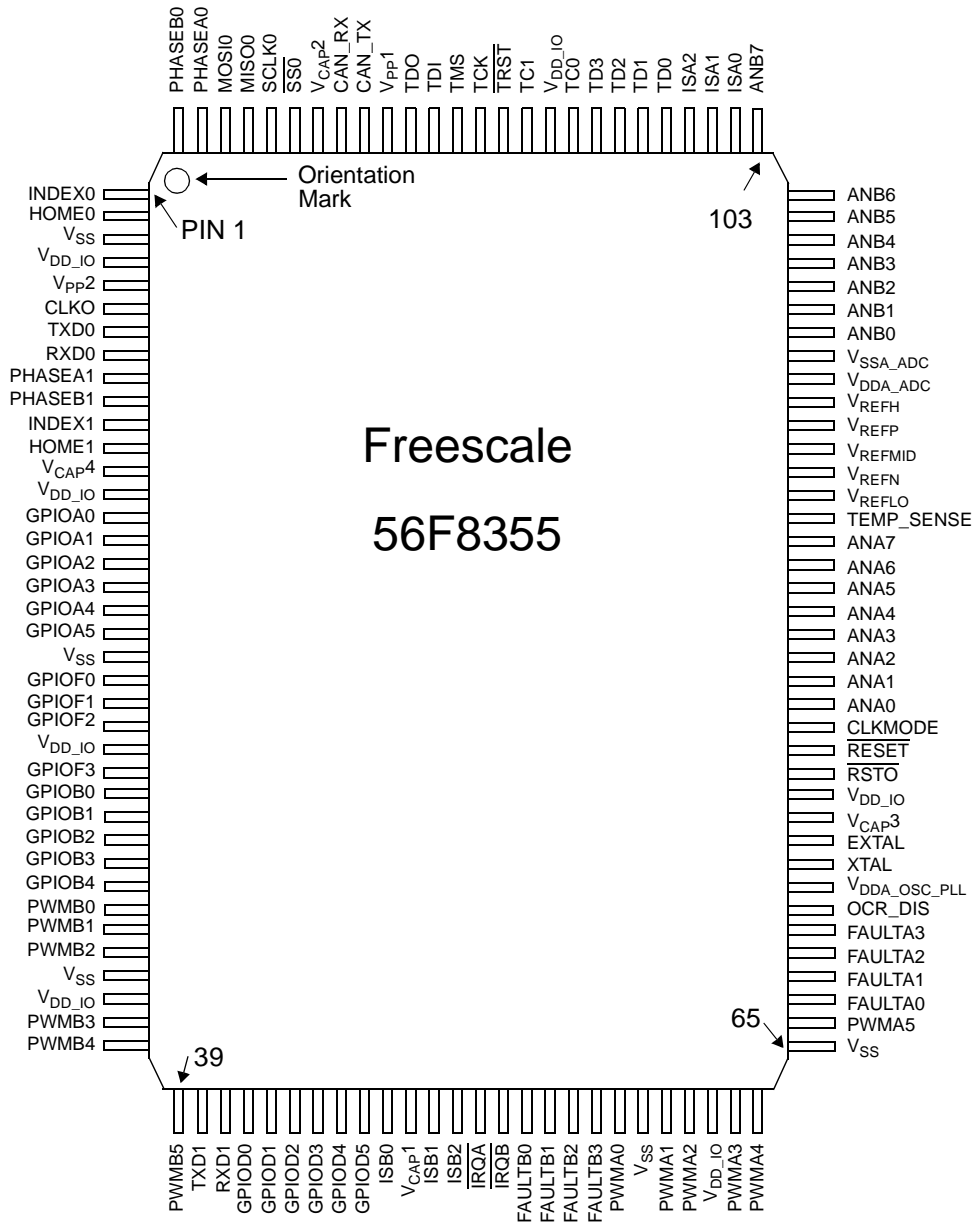 PHASEB0
PHASEA0
MOSI0
MISO0
SCLK0
SS0
VCAP2
CAN_RX
CAN_TX
VPP1
TDO
TDI
TMS
TCK
TRST
TC1
VDD_IO
TC0
TD3
TD2
TD1
TD0
ISA2
ISA1
ISA0
ANB7
Orientation
Mark
PIN 1
103
INDEX0
HOME0
VSS
VDD_IO
VPP2
CLKO
TXD0
RXD0
PHASEA1
PHASEB1
INDEX1
HOME1
VCAP4
VDD_IO
GPIOA0
GPIOA1
GPIOA2
GPIOA3
GPIOA4
GPIOA5
VSS
GPIOF0
GPIOF1
GPIOF2
VDD_IO
GPIOF3
GPIOB0
GPIOB1
GPIOB2
GPIOB3
GPIOB4
PWMB0
PWMB1
PWMB2
VSS
VDD_IO
PWMB3
PWMB4
Freescale
56F8355
ANB6
ANB5
ANB4
ANB3
ANB2
ANB1
ANB0
VSSA_ADC
VDDA_ADC
VREFH
VREFP
VREFMID
VREFN
VREFLO
TEMP_SENSE
ANA7
ANA6
ANA5
ANA4
ANA3
ANA2
ANA1
ANA0
CLKMODE
RESET
RSTO
VDD_IO
VCAP3
EXTAL
XTAL
VDDA_OSC_PLL
OCR_DIS
FAULTA3
FAULTA2
FAULTA1
FAULTA0
PWMA5
VSS
39
65
PWMB5
TXD1
RXD1
GPIOD0
GPIOD1
GPIOD2
GPIOD3
GPIOD4
GPIOD5
ISB0
VCAP1
ISB1
ISB2
IRQA
IRQB
FAULTB0
FAULTB1
FAULTB2
FAULTB3
PWMA0
VSS
PWMA1
PWMA2
VDD_IO
PWMA3
PWMA4